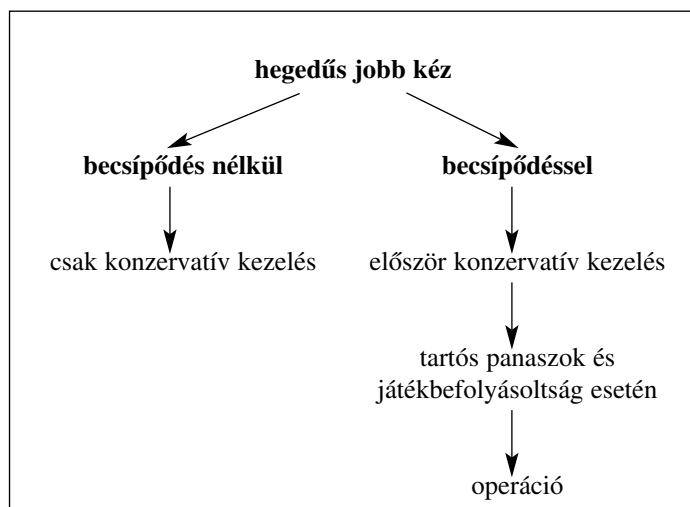 hegedűs jobb kéz
becsípődés nélkül
becsípődéssel
csak konzervatív kezelés
először konzervatív kezelés
tartós panaszok és
játékbefolyásoltság esetén
operáció